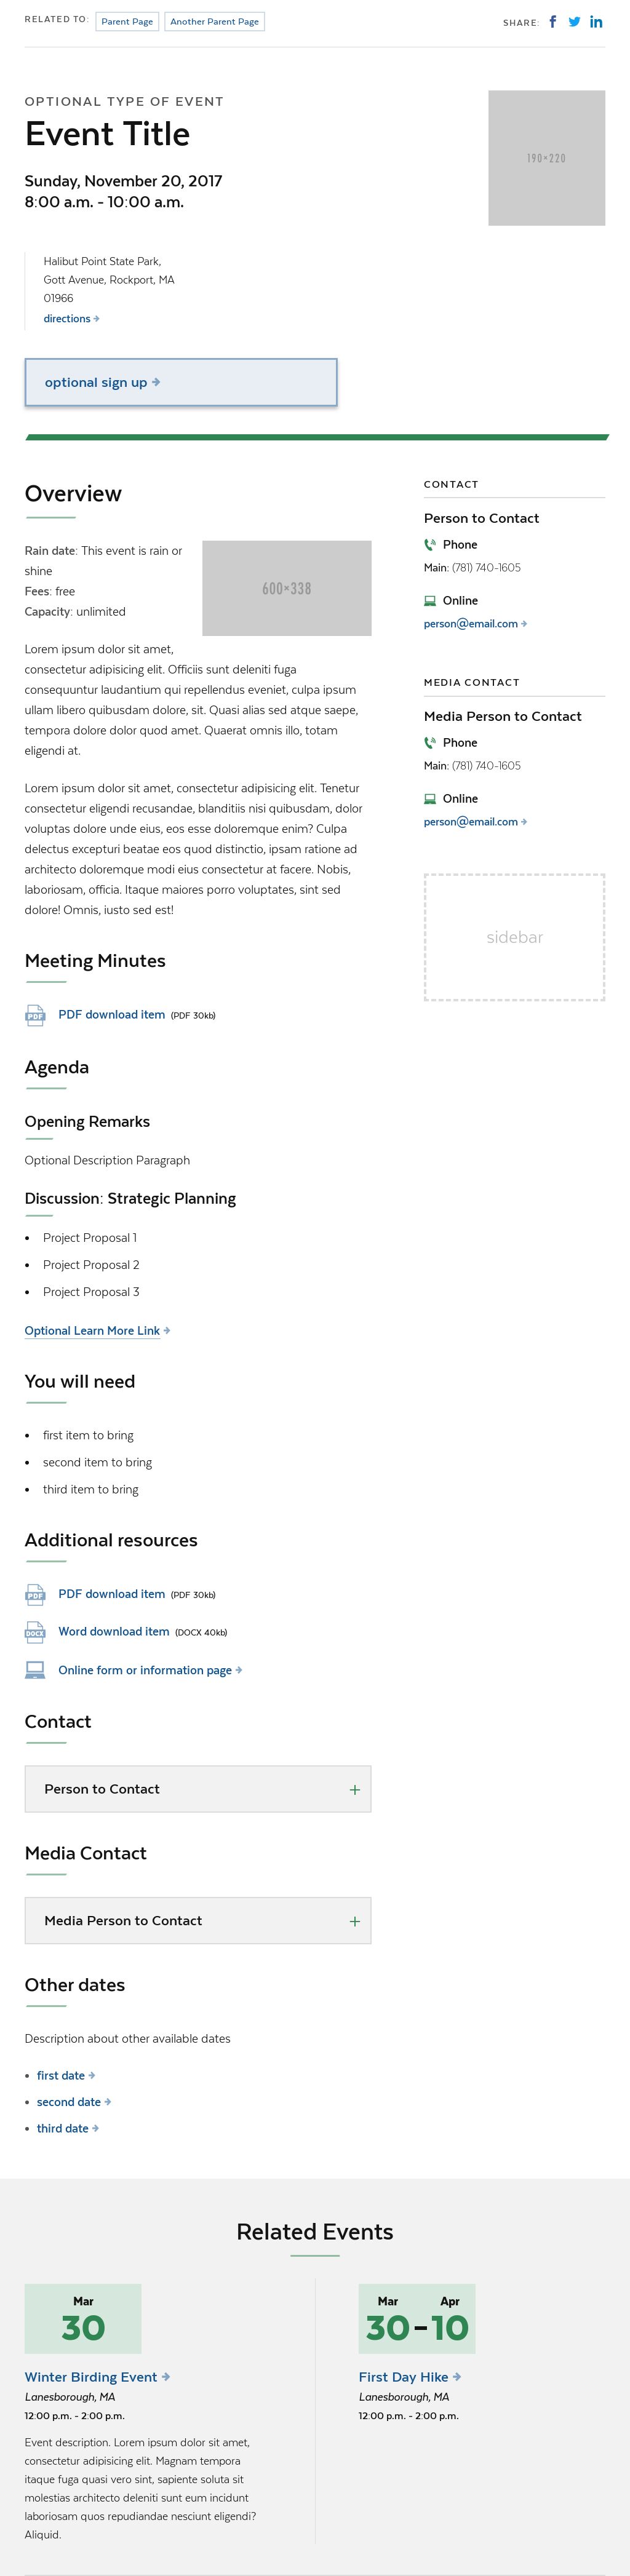 RELATED TO: Parent Page Another Parent Page SHARE:
OPTIONAL TYPE OF EVENT
Event Title
190×220
Sunday, November 20, 2017
8:00 a.m. - 10:00 a.m.
Halibut Point State Park,
Gott Avenue, Rockport, MA
01966
directions
optional sign up
Overview
Rain date: This event is rain or
shine
Fees: free
Capacity: unlimited
600×338
Lorem ipsum dolor sit amet,
consectetur adipisicing elit. Officiis sunt deleniti fuga
consequuntur laudantium qui repellendus eveniet, culpa ipsum
ullam libero quibusdam dolore, sit. Quasi alias sed atque saepe,
tempora dolore dolor quod amet. Quaerat omnis illo, totam
eligendi at.
Lorem ipsum dolor sit amet, consectetur adipisicing elit. Tenetur
consectetur eligendi recusandae, blanditiis nisi quibusdam, dolor
voluptas dolore unde eius, eos esse doloremque enim? Culpa
delectus excepturi beatae eos quod distinctio, ipsam ratione ad
architecto doloremque modi eius consectetur at facere. Nobis,
laboriosam, officia. Itaque maiores porro voluptates, sint sed
dolore! Omnis, iusto sed est!
Meeting Minutes
PDF PDF download item (PDF 30kb)
Agenda
Opening Remarks
Optional Description Paragraph
Discussion: Strategic Planning
• Project Proposal 1
• Project Proposal 2
• Project Proposal 3
Optional Learn More Link
You will need
• first item to bring
• second item to bring
• third item to bring
Additional resources
PDF PDF download item (PDF 30kb)
DOCX Word download item (DOCX 40kb)
Online form or information page
Contact
Person to Contact +
Media Contact
Media Person to Contact +
Other dates
Description about other available dates
• first date
• second date
• third date
CONTACT
Person to Contact
Phone
Main: (781) 740-1605
Online
person@email.com
MEDIA CONTACT
Media Person to Contact
Phone
Main: (781) 740-1605
Online
person@email.com
sidebar
Related Events
Mar
30
Winter Birding Event
Lanesborough, MA
12:00 p.m. - 2:00 p.m.
Event description. Lorem ipsum dolor sit amet,
consectetur adipisicing elit. Magnam tempora
itaque fuga quasi vero sint, sapiente soluta sit
molestias architecto deleniti sunt eum incidunt
laboriosam quos repudiandae nesciunt eligendi?
Aliquid.
Mar Apr
30-10
First Day Hike
Lanesborough, MA
12:00 p.m. - 2:00 p.m.